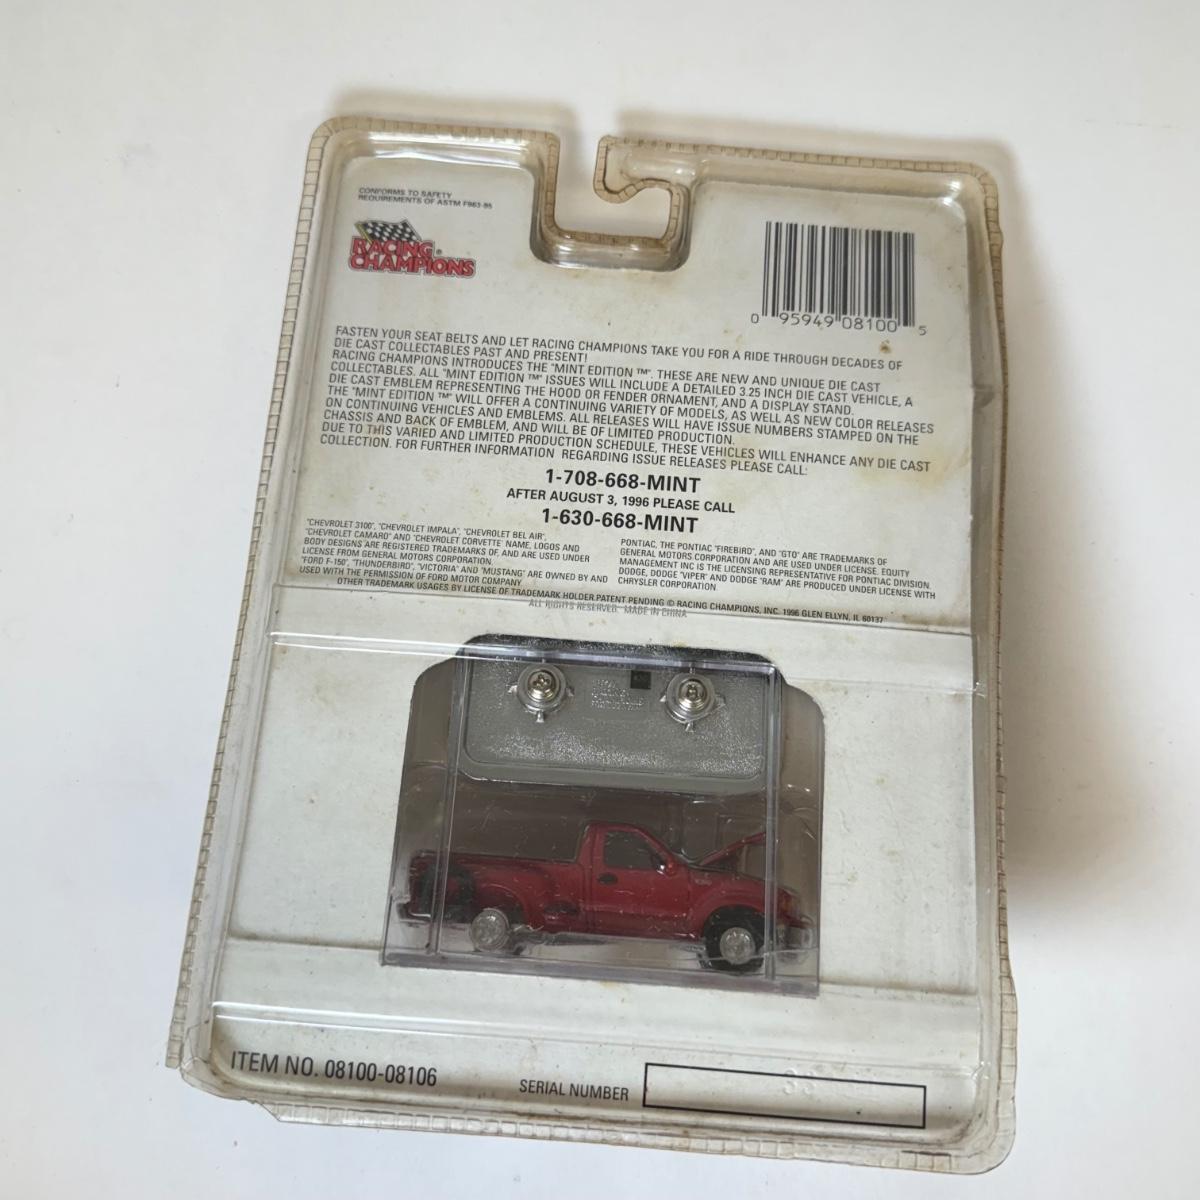 CONFORMS TO SAFETY
REQUIREMENTS OF ASTM F963-95
RACING
CHAMPIONS
0 95949 08100 5
FASTEN YOUR SEAT BELTS AND LET RACING CHAMPIONS TAKE YOU FOR A RIDE THROUGH DECADES OF
DIE CAST COLLECTABLES PAST AND PRESENT!
RACING CHAMPIONS INTRODUCES THE "MINT EDITION ™". THESE ARE NEW AND UNIQUE DIE CAST
COLLECTABLES. ALL "MINT EDITION ™" ISSUES WILL INCLUDE A DETAILED 3.25 INCH DIE CAST VEHICLE, A
DIE CAST EMBLEM REPRESENTING THE HOOD OR FENDER ORNAMENT, AND A DISPLAY STAND.
THE "MINT EDITION ™" WILL OFFER A CONTINUING VARIETY OF MODELS, AS WELL AS NEW COLOR RELEASES
ON CONTINUING VEHICLES AND EMBLEMS. ALL RELEASES WILL HAVE ISSUE NUMBERS STAMPED ON THE
CHASSIS AND BACK OF EMBLEM, AND WILL BE OF LIMITED PRODUCTION.
DUE TO THIS VARIED AND LIMITED PRODUCTION SCHEDULE, THESE VEHICLES WILL ENHANCE ANY DIE CAST
COLLECTION. FOR FURTHER INFORMATION REGARDING ISSUE RELEASES PLEASE CALL:
1-708-668-MINT
AFTER AUGUST 3, 1996 PLEASE CALL
1-630-668-MINT
"CHEVROLET 3100", "CHEVROLET IMPALA", "CHEVROLET BEL AIR",
"CHEVROLET CAMARO" AND "CHEVROLET CORVETTE" NAME, LOGOS AND
BODY DESIGNS ARE REGISTERED TRADEMARKS OF, AND ARE USED UNDER
LICENSE FROM GENERAL MOTORS CORPORATION.
"FORD F-150", "THUNDERBIRD", "VICTORIA" AND "MUSTANG" ARE OWNED BY AND
USED WITH THE PERMISSION OF FORD MOTOR COMPANY
PONTIAC, THE PONTIAC "FIREBIRD", AND "GTO" ARE TRADEMARKS OF
GENERAL MOTORS CORPORATION AND ARE USED UNDER LICENSE. EQUITY
MANAGEMENT INC IS THE LICENSING REPRESENTATIVE FOR PONTIAC DIVISION.
DODGE, DODGE "VIPER" AND DODGE "RAM" ARE PRODUCED UNDER LICENSE WITH
CHRYSLER CORPORATION.
OTHER TRADEMARK USAGES BY LICENSE OF TRADEMARK HOLDER.PATENT PENDING © RACING CHAMPIONS, INC. 1996 GLEN ELLYN, IL 60137
ALL RIGHTS RESERVED. MADE IN CHINA
ITEM NO. 08100-08106
SERIAL NUMBER